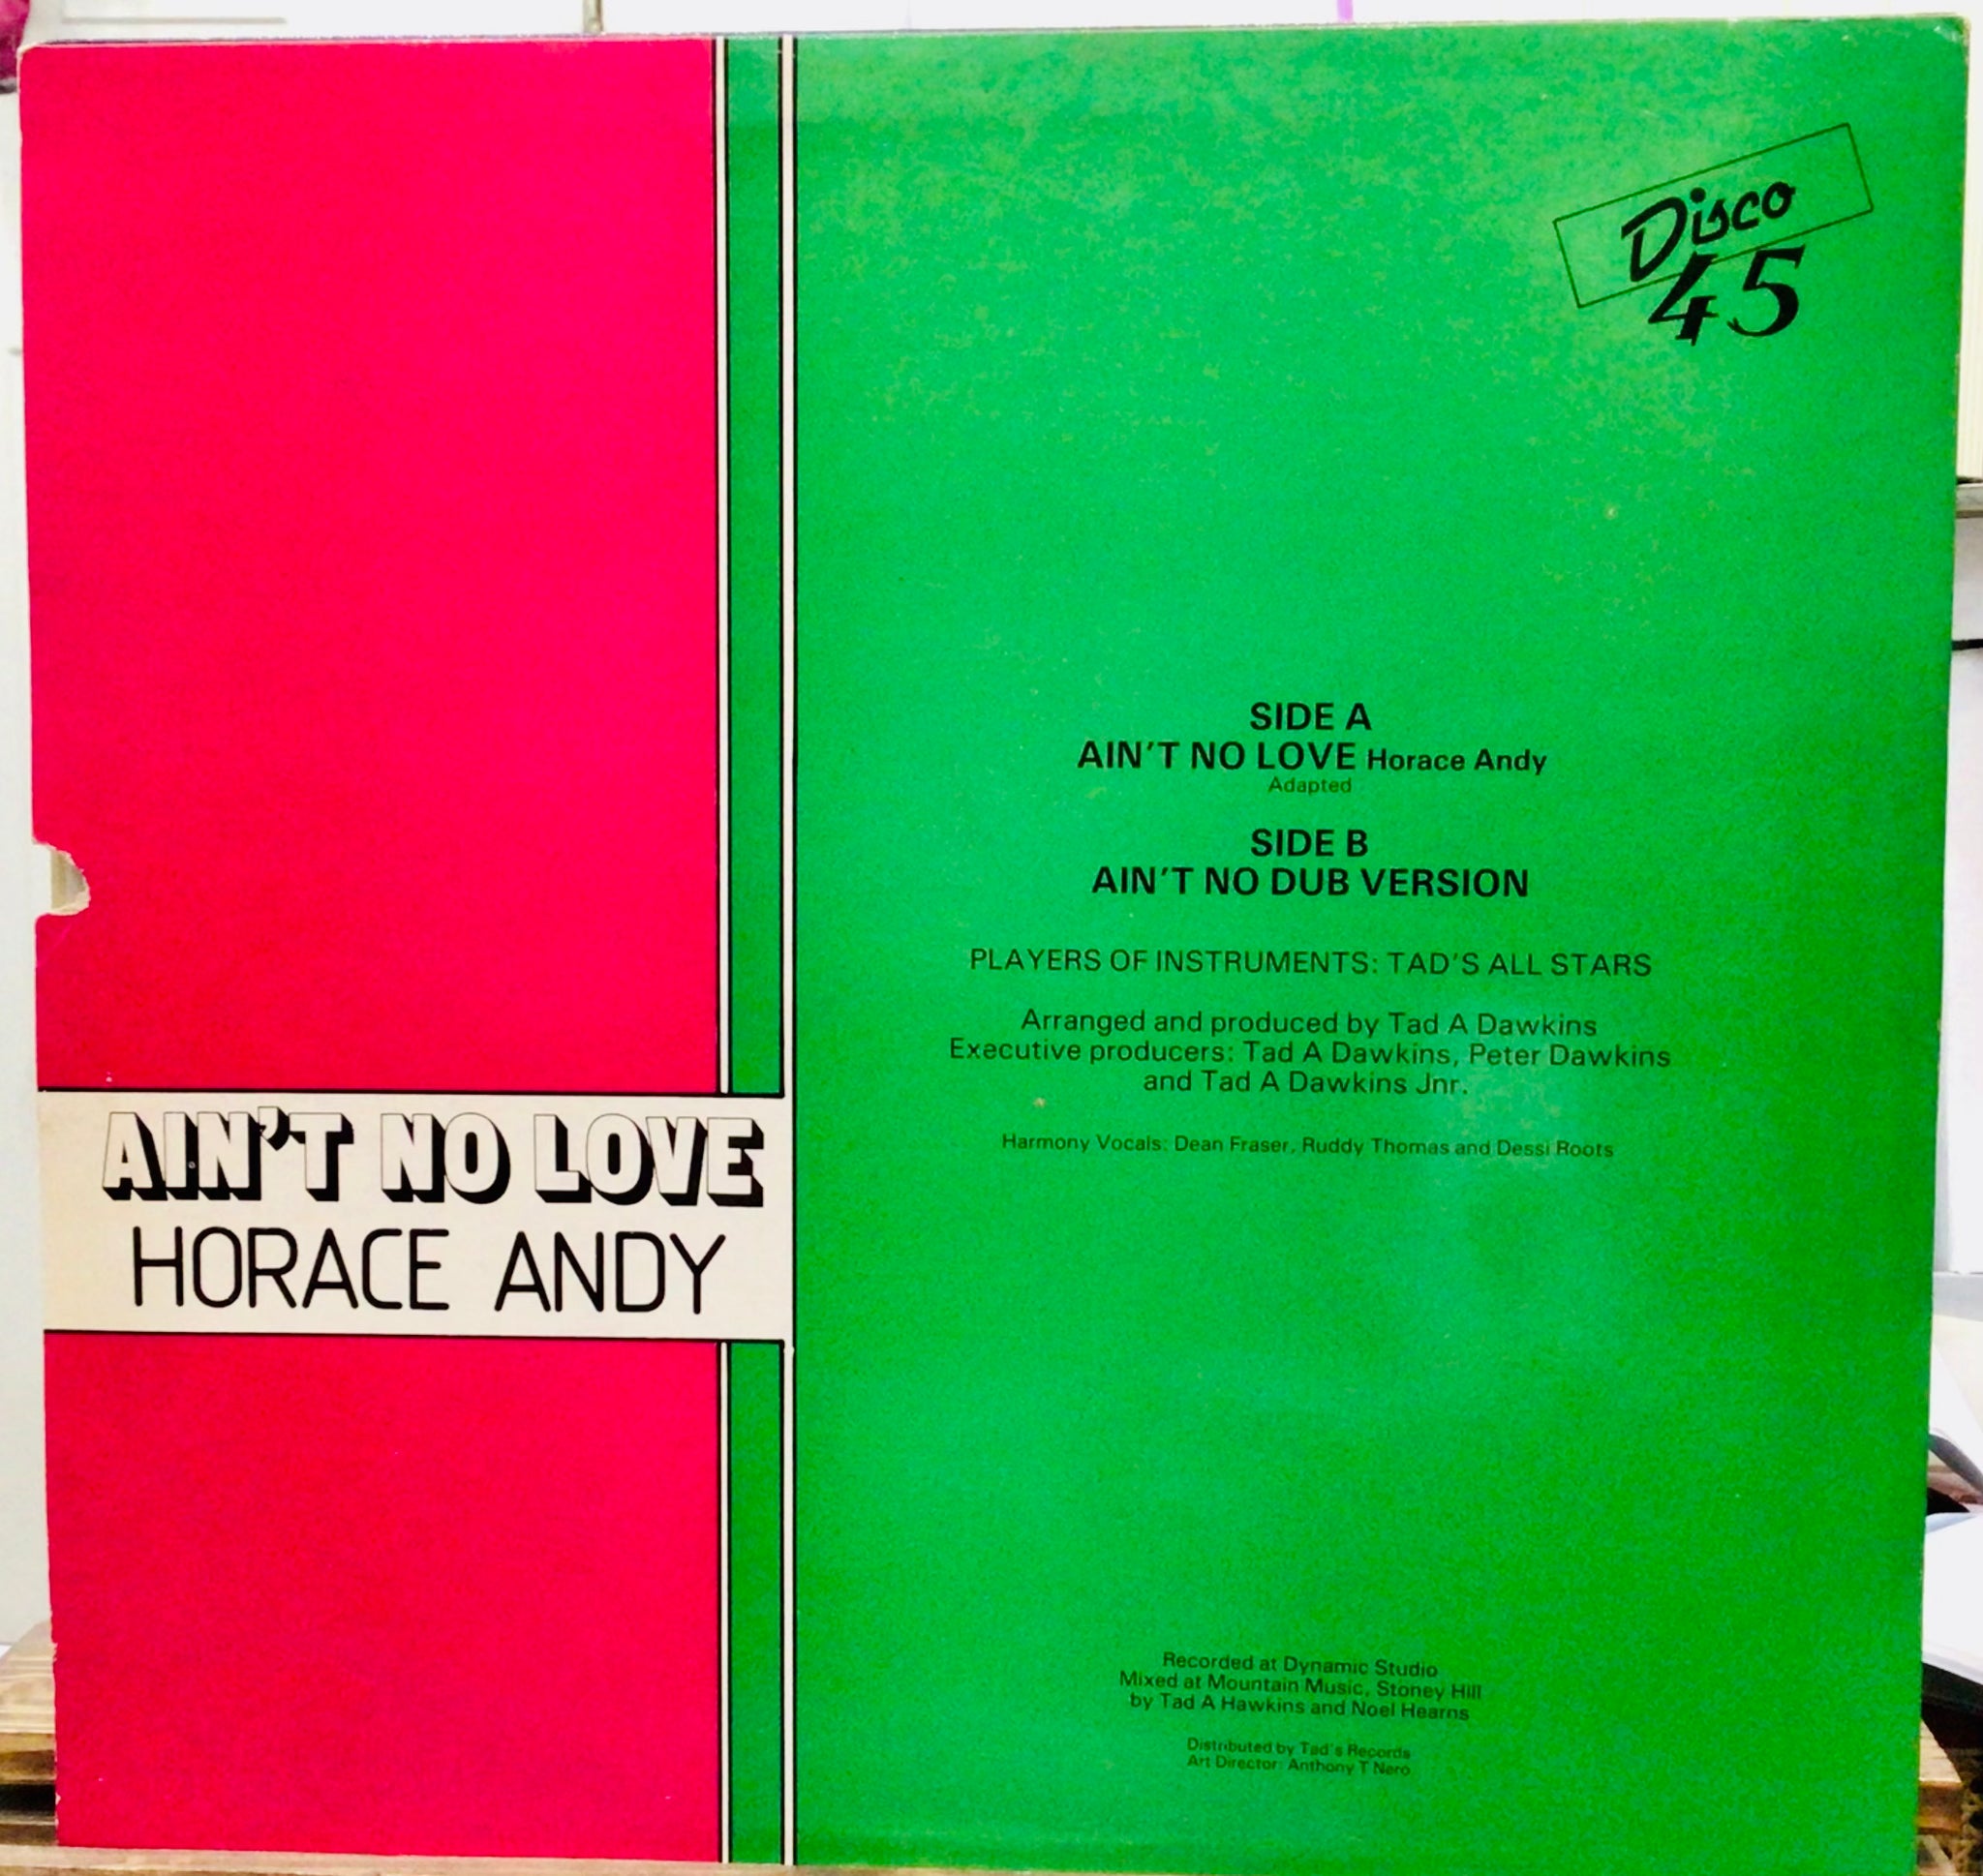 Disco
45
SIDE A
AIN'T NO LOVE Horace Andy
Adapted
SIDE B
AIN'T NO DUB VERSION
PLAYERS OF INSTRUMENTS: TAD'S ALL STARS
Arranged and produced by Tad A Dawkins
Executive producers: Tad A Dawkins, Peter Dawkins
and Tad A Dawkins Jnr.
Harmony Vocals: Dean Fraser, Ruddy Thomas and Dessi Roots
AIN'T NO LOVE
HORACE ANDY
Recorded at Dynamic Studio
Mixed at Mountain Music, Stoney Hill
by Tad A Hawkins and Noel Hearns
Distributed by Tad's Records
Art Director: Anthony T Nero